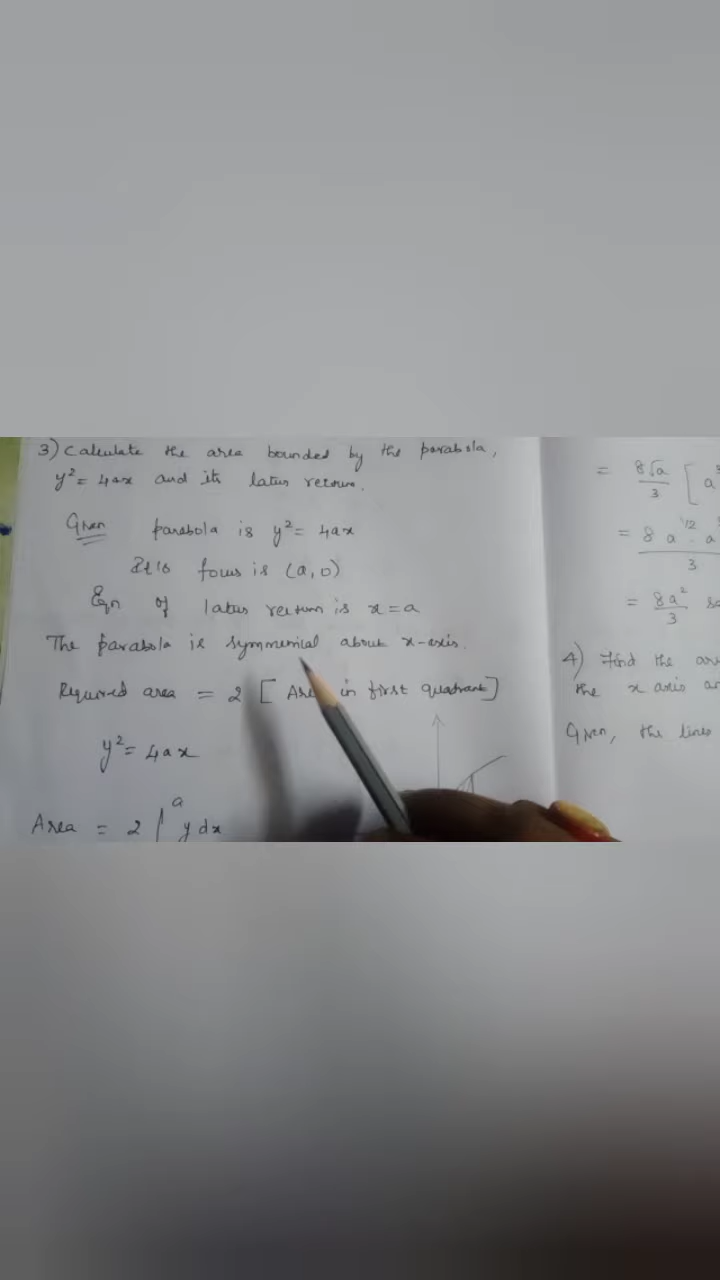 3) Calculate the area bounded by the parabola,
y² = 4ax and its latus rectum.
Given parabola is y² = 4ax
focus is (a, 0)
Eqn of latus rectum is x = a
The parabola is symmetrical about x-axis.
Required area = 2 [ Area in first quadrant ]
y² = 4ax
Area = 2 ∫ᵃ y dx
= 8√a/3 [ a
= 8 a^1/2 . a
3
= 8a²/3
4) Find the
the x axis
Given, the lines